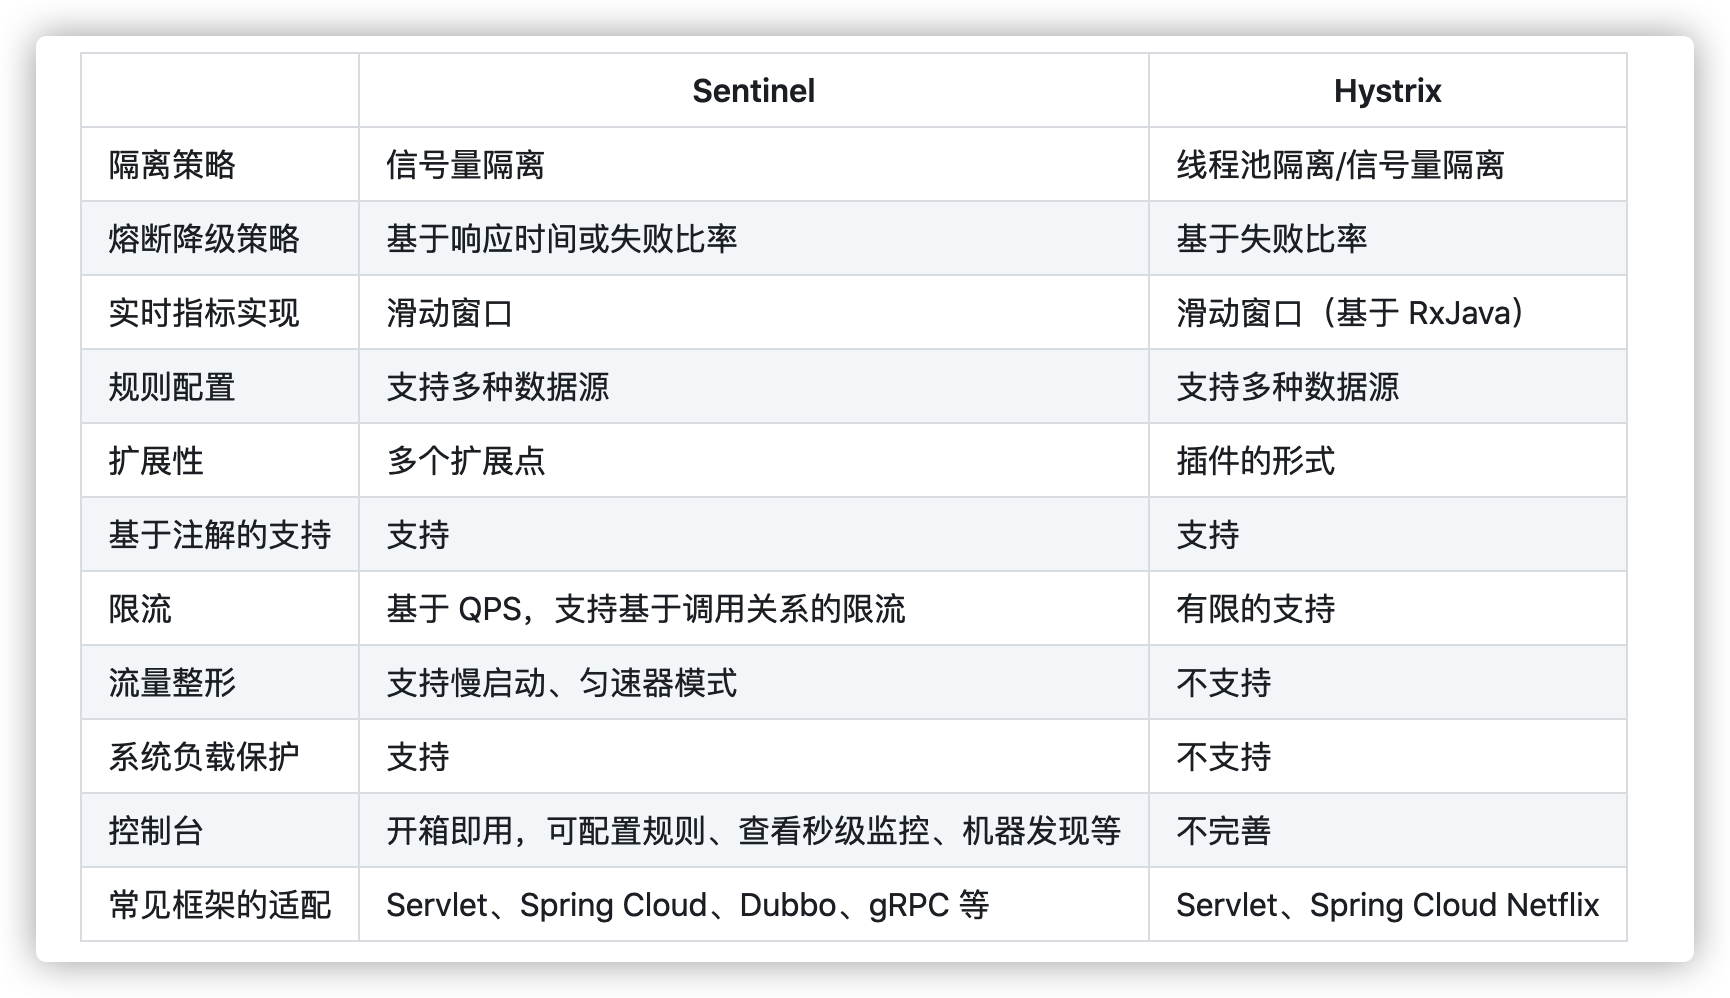 Sentinel Hystrix
隔离策略 信号量隔离 线程池隔离/信号量隔离
熔断降级策略 基于响应时间或失败比率 基于失败比率
实时指标实现 滑动窗口 滑动窗口（基于 RxJava）
规则配置 支持多种数据源 支持多种数据源
扩展性 多个扩展点 插件的形式
基于注解的支持 支持 支持
限流 基于 QPS，支持基于调用关系的限流 有限的支持
流量整形 支持慢启动、匀速器模式 不支持
系统负载保护 支持 不支持
控制台 开箱即用，可配置规则、查看秒级监控、机器发现等 不完善
常见框架的适配 Servlet、Spring Cloud、Dubbo、gRPC 等 Servlet、Spring Cloud Netflix